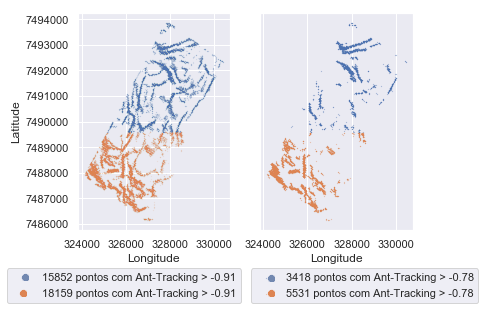 7494000
7493000
7492000
7491000
7490000
7489000
7488000
7487000
7486000
Latitude
324000 326000 328000 330000
Longitude
324000 326000 328000 330000
Longitude
15852 pontos com Ant-Tracking > -0.91
18159 pontos com Ant-Tracking > -0.91
3418 pontos com Ant-Tracking > -0.78
5531 pontos com Ant-Tracking > -0.78